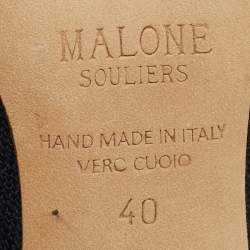 MALONE
SOULIERS
HAND MADE IN ITALY
VERO CUOIO
40